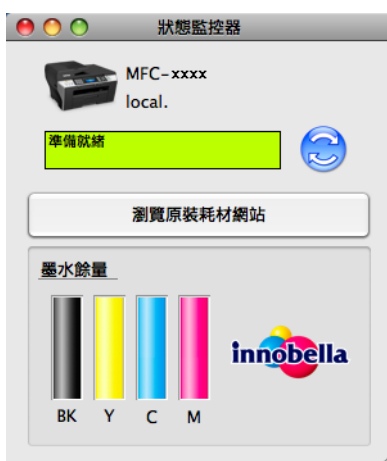 狀態監控器
MFC-xxxx
local.
準備就緒
瀏覽原裝耗材網站
墨水餘量
innobella
BK Y C M